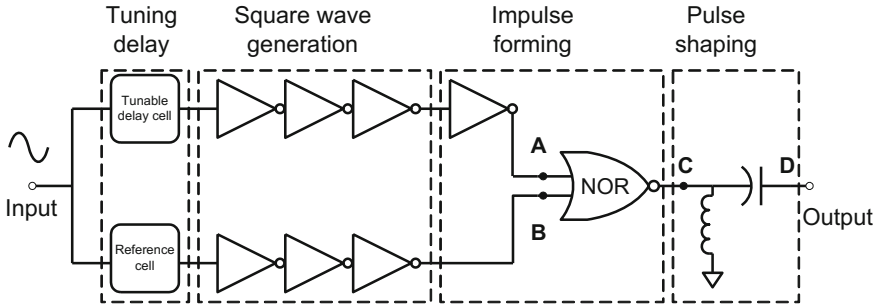 Tuning
delay
Square wave
generation
Impulse
forming
Pulse
shaping
Tunable
delay cell
A
NOR
C
D
Input
Output
B
Reference
cell